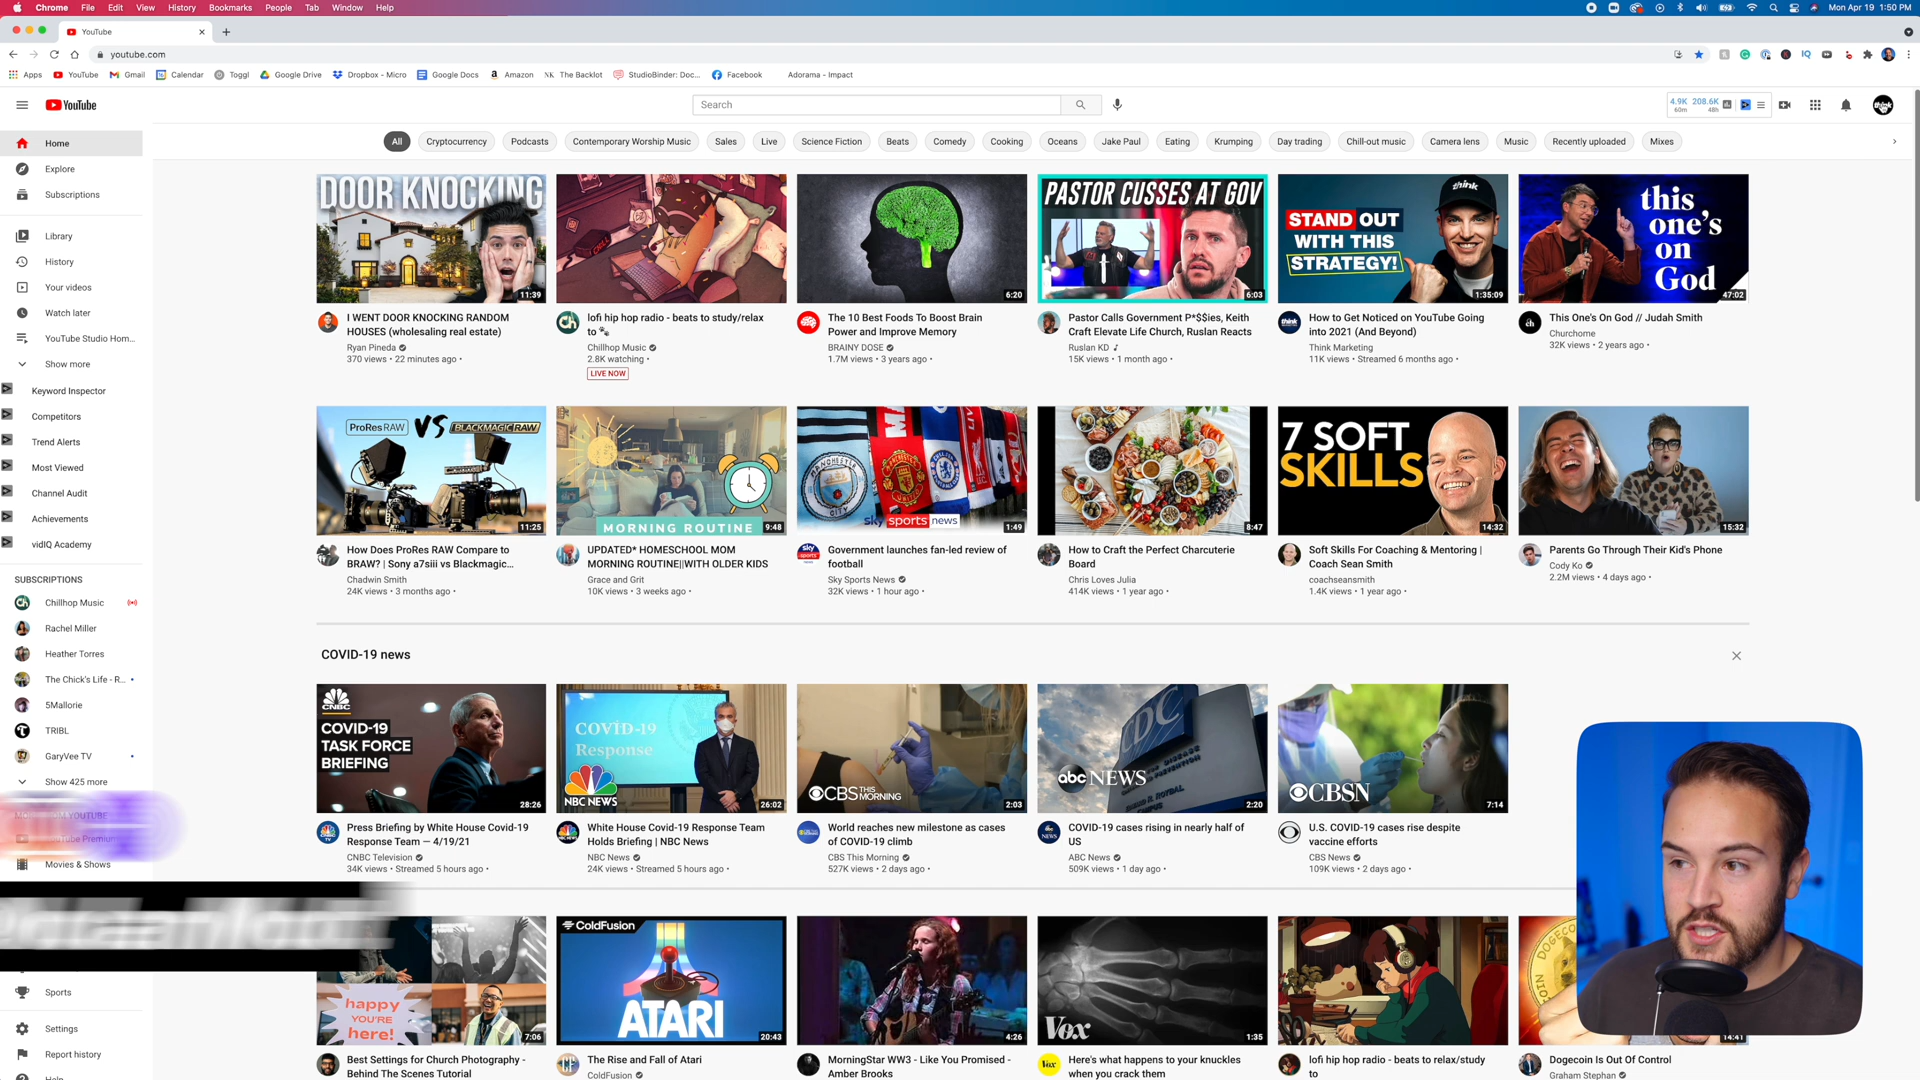 Chrome File Edit View History Bookmarks People Tab Window Help
Mon Apr 19 1:50 PM
YouTube
youtube.com
Apps YouTube Gmail Calendar Toggl Google Drive Dropbox - Micro Google Docs Amazon The Backlot StudioBinder: Doc... Facebook Adorama - Impact
YouTube
Search
4.9K 208.6K
60m 48h
think
All Cryptocurrency Podcasts Contemporary Worship Music Sales Live Science Fiction Beats Comedy Cooking Oceans Jake Paul Eating Krumping Day trading Chill-out music Camera lens Music Recently uploaded Mixes
Home
Explore
Subscriptions
Library
History
Your videos
Watch later
YouTube Studio Hom...
Show more
Keyword Inspector
Competitors
Trend Alerts
Most Viewed
Channel Audit
Achievements
vidIQ Academy
SUBSCRIPTIONS
Chillhop Music
Rachel Miller
Heather Torres
The Chick's Life - R...
5Mallorie
TRIBL
GaryVee TV
Show 425 more
Movies & Shows
Sports
Settings
Report history
DOOR KNOCKING
11:39
I WENT DOOR KNOCKING RANDOM
HOUSES (wholesaling real estate)
Ryan Pineda
370 views • 22 minutes ago •
lofi hip hop radio - beats to study/relax
to 🐾
Chillhop Music
2.8K watching •
LIVE NOW
6:20
The 10 Best Foods To Boost Brain
Power and Improve Memory
BRAINY DOSE
1.7M views • 3 years ago •
PASTOR CUSSES AT GOV
6:03
Pastor Calls Government P*$$ies, Keith
Craft Elevate Life Church, Ruslan Reacts
Ruslan KD
15K views • 1 month ago •
think
STAND OUT
WITH THIS
STRATEGY!
1:35:09
How to Get Noticed on YouTube Going
into 2021 (And Beyond)
Think Marketing
11K views • Streamed 6 months ago •
this
one's
on
God
47:02
This One's On God // Judah Smith
Churchome
32K views • 2 years ago •
ProRes RAW VS BLACKMAGIC RAW
11:25
How Does ProRes RAW Compare to
BRAW? | Sony a7siii vs Blackmagic...
Chadwin Smith
24K views • 3 months ago •
MORNING ROUTINE
9:48
UPDATED* HOMESCHOOL MOM
MORNING ROUTINE||WITH OLDER KIDS
Grace and Grit
10K views • 3 weeks ago •
sky sports news
1:49
Government launches fan-led review of
football
Sky Sports News
32K views • 1 hour ago •
8:47
How to Craft the Perfect Charcuterie
Board
Chris Loves Julia
414K views • 1 year ago •
7 SOFT
SKILLS
14:32
Soft Skills For Coaching & Mentoring |
Coach Sean Smith
coachseansmith
1.4K views • 1 year ago •
15:32
Parents Go Through Their Kid's Phone
Cody Ko
2.2M views • 4 days ago •
COVID-19 news
CNBC
COVID-19
TASK FORCE
BRIEFING
28:26
Press Briefing by White House Covid-19
Response Team — 4/19/21
CNBC Television
34K views • Streamed 5 hours ago •
COVID-19
Response
NBC NEWS
26:02
White House Covid-19 Response Team
Holds Briefing | NBC News
NBC News
24K views • Streamed 5 hours ago •
CBS THIS MORNING
2:03
World reaches new milestone as cases
of COVID-19 climb
CBS This Morning
527K views • 2 days ago •
CDC
abc NEWS
2:20
COVID-19 cases rising in nearly half of
US
ABC News
509K views • 1 day ago •
CBSN
7:14
U.S. COVID-19 cases rise despite
vaccine efforts
CBS News
109K views • 2 days ago •
happy
YOU'RE
here!
7:06
Best Settings for Church Photography -
Behind The Scenes Tutorial
ColdFusion
ATARI
20:43
The Rise and Fall of Atari
ColdFusion
4:26
MorningStar WW3 - Like You Promised -
Amber Brooks
Vox
1:35
Here's what happens to your knuckles
when you crack them
lofi hip hop radio - beats to relax/study
to
DOGECOIN
14:41
Dogecoin Is Out Of Control
Graham Stephan